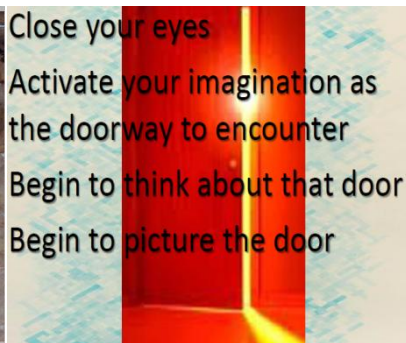 Close your eyes
Activate your imagination as
the doorway to encounter
Begin to think about that door
Begin to picture the door